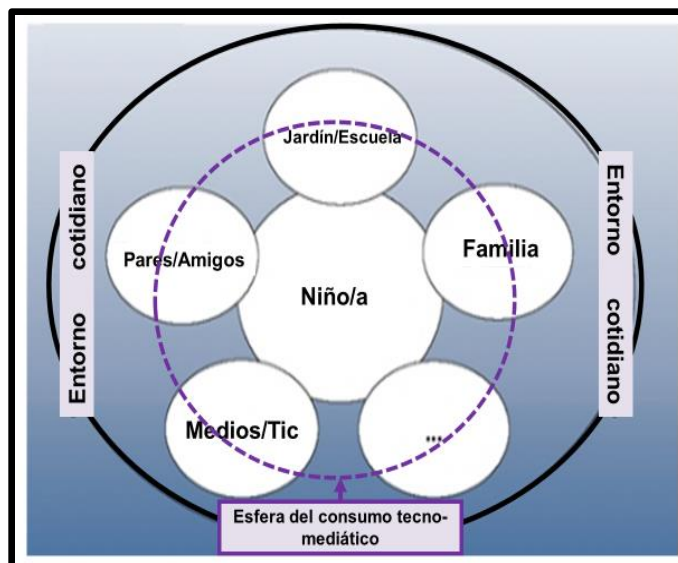 Jardín/Escuela
Entorno cotidiano
Entorno cotidiano
Pares/Amigos
Familia
Niño/a
Medios/Tic
...
Esfera del consumo tecno-
mediático